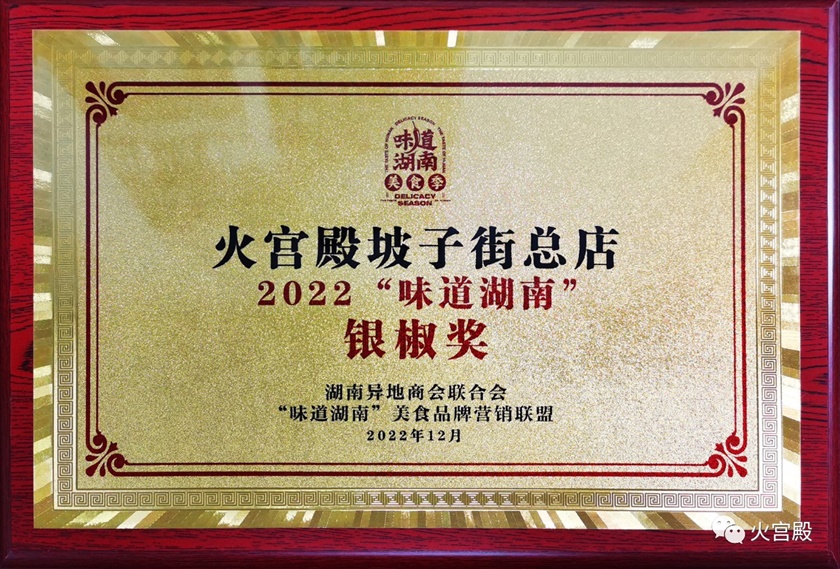 味道
湖南
美食季
DELICACY
SEASON
火宫殿坡子街总店
2022“味道湖南”
银椒奖
湖南异地商会联合会
“味道湖南”美食品牌营销联盟
2022年12月
火宫殿